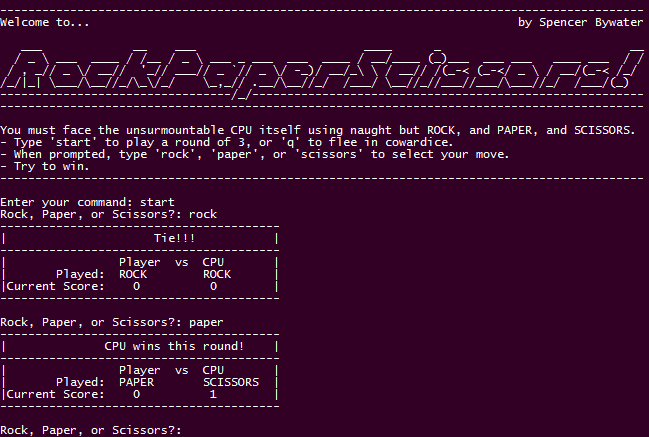 Welcome to... by Spencer Bywater
RockPaperScissors!
You must face the unsurmountable CPU itself using naught but ROCK, and PAPER, and SCISSORS.
- Type 'start' to play a round of 3, or 'q' to flee in cowardice.
- When prompted, type 'rock', 'paper', or 'scissors' to select your move.
- Try to win.
Enter your command: start
Rock, Paper, or Scissors?: rock
Tie!!!
Player vs CPU
Played: ROCK ROCK
Current Score: 0 0
Rock, Paper, or Scissors?: paper
CPU wins this round!
Player vs CPU
Played: PAPER SCISSORS
Current Score: 0 1
Rock, Paper, or Scissors?: